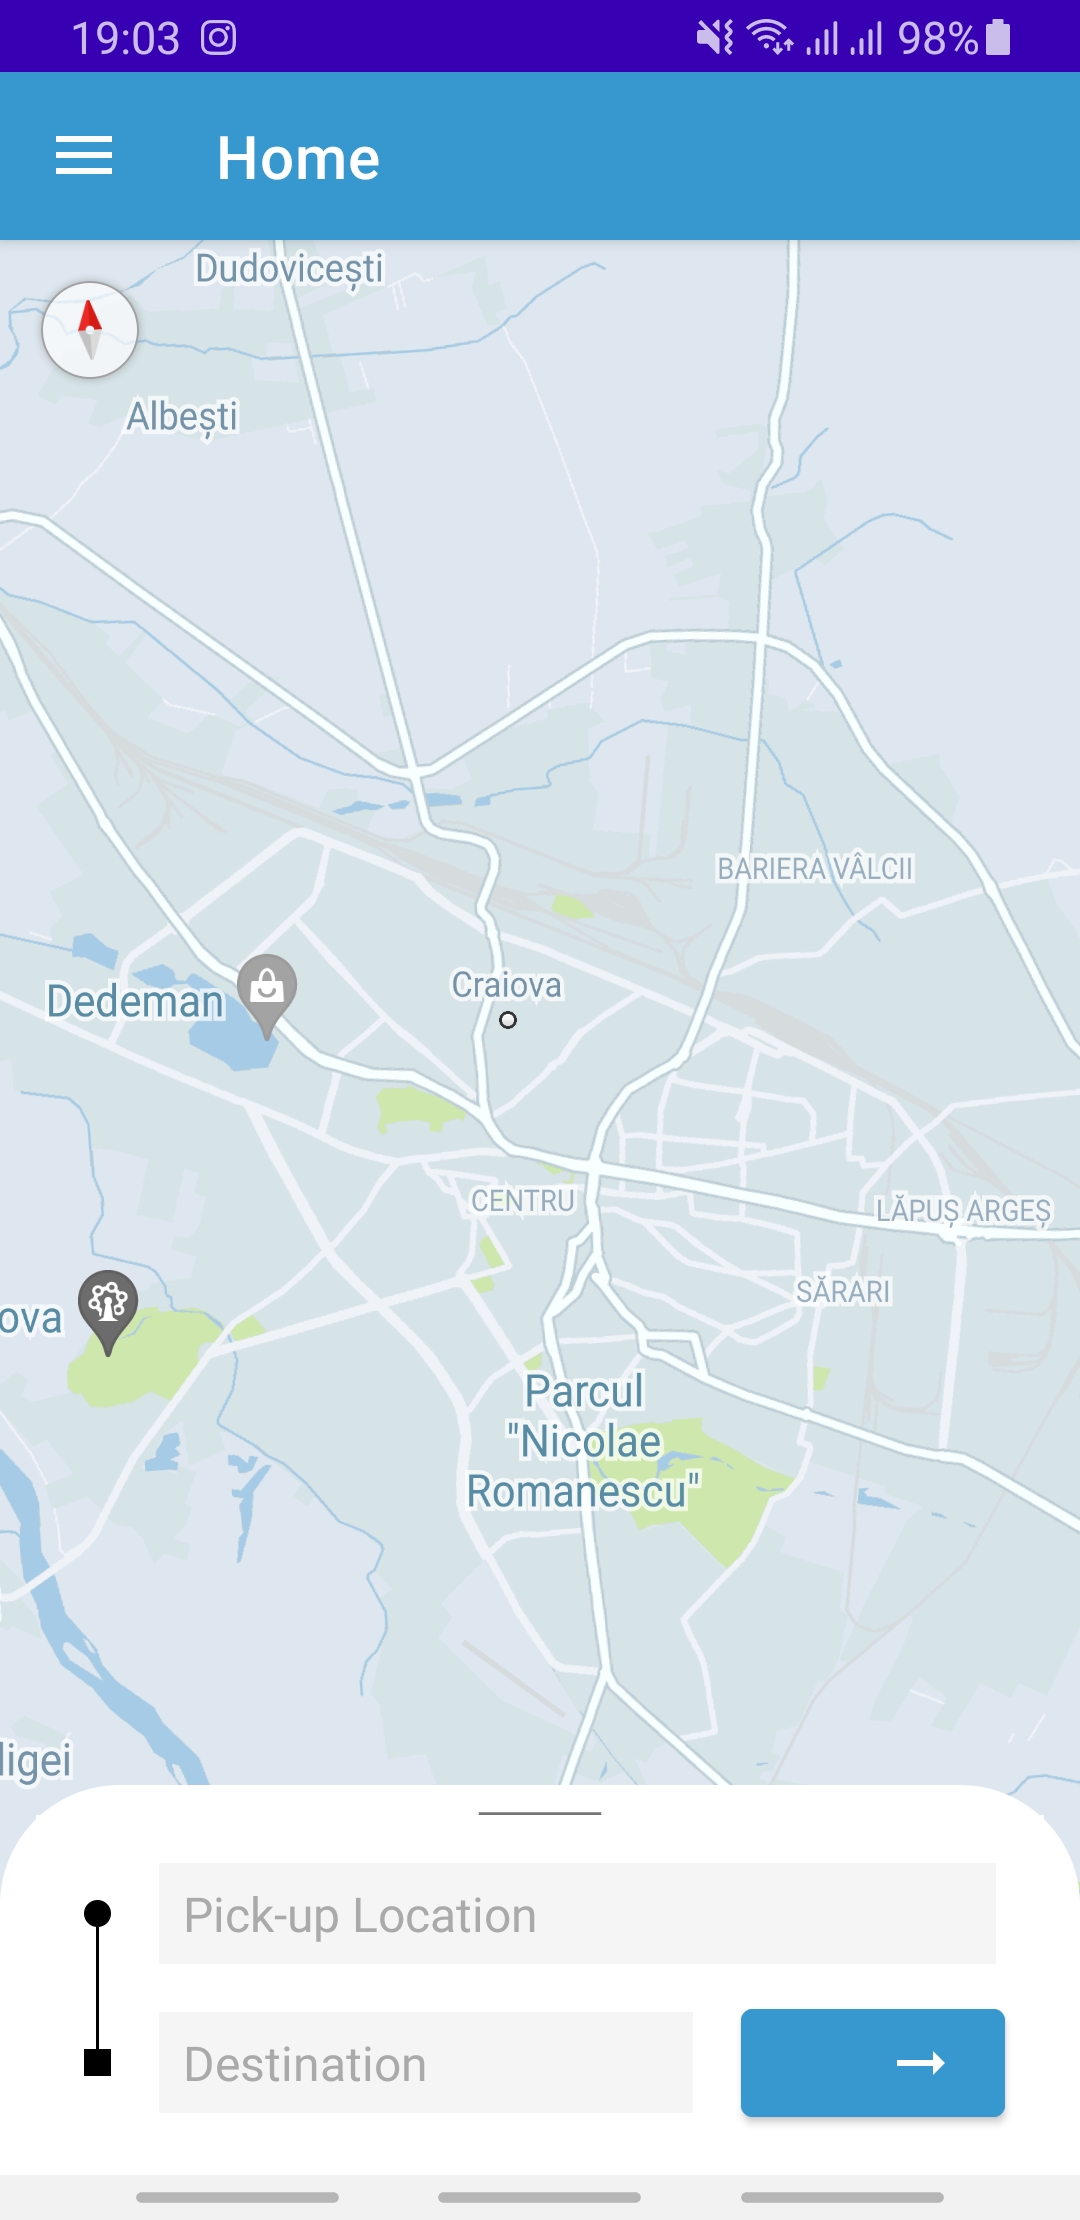 19:03
98%
Home
Dudovicești
Albești
BARIERA VÂLCII
Craiova
Dedeman
CENTRU
LĂPUȘ ARGEȘ
SĂRARI
ova
Parcul
"Nicolae
Romanescu"
ligei
Pick-up Location
Destination